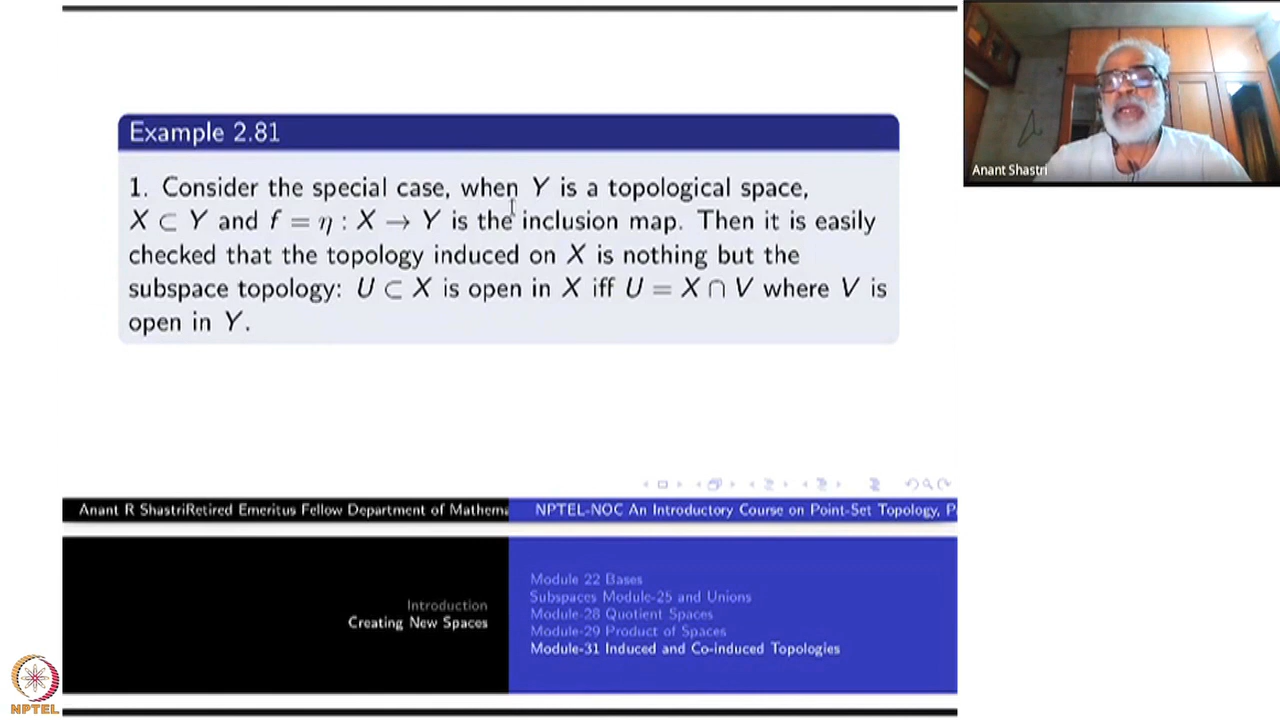 Example 2.81
1. Consider the special case, when Y is a topological space,
X ⊂ Y and f = η : X → Y is the inclusion map. Then it is easily
checked that the topology induced on X is nothing but the
subspace topology: U ⊂ X is open in X iff U = X ∩ V where V is
open in Y.
Anant Shastri
Anant R ShastriRetired Emeritus Fellow Department of Mathema
NPTEL-NOC An Introductory Course on Point-Set Topology, P
Introduction
Creating New Spaces
Module 22 Bases
Subspaces Module-25 and Unions
Module-28 Quotient Spaces
Module-29 Product of Spaces
Module-31 Induced and Co-induced Topologies
NPTEL